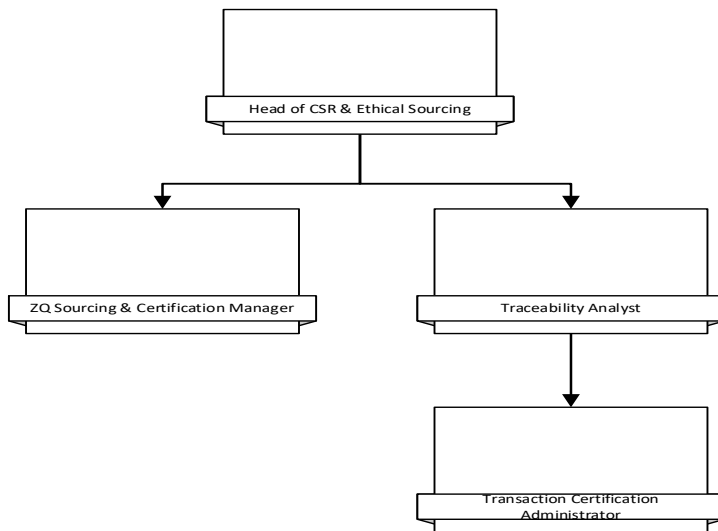 Head of CSR & Ethical Sourcing
ZQ Sourcing & Certification Manager
Traceability Analyst
Transaction Certification
Administrator